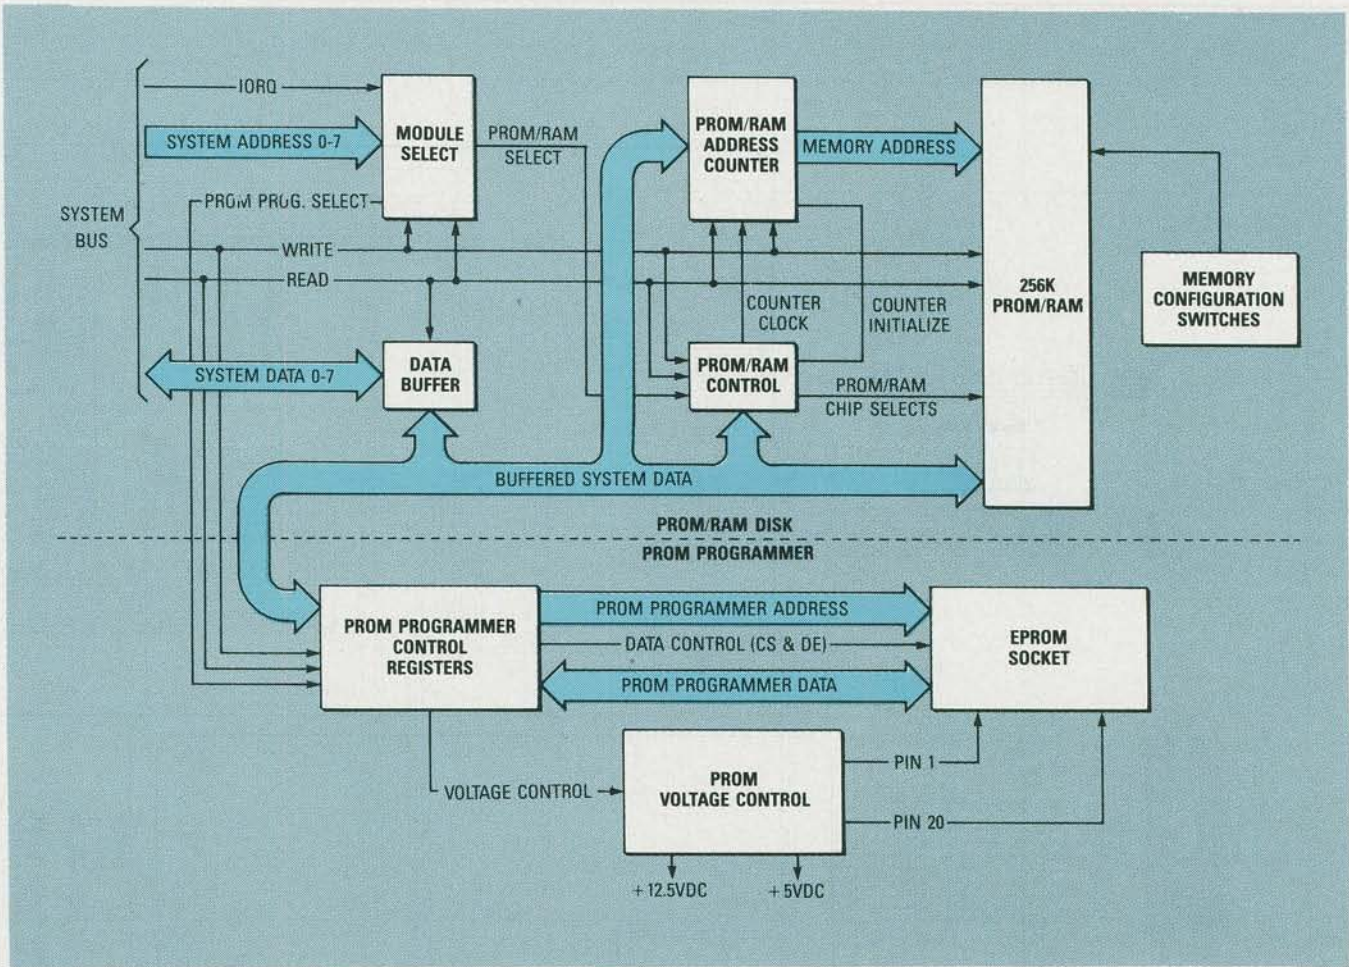 IORQ
SYSTEM ADDRESS 0-7
MODULE
SELECT
PROM/RAM
SELECT
PROM PROG. SELECT
SYSTEM
BUS
WRITE
READ
SYSTEM DATA 0-7
DATA
BUFFER
PROM/RAM
ADDRESS
COUNTER
MEMORY ADDRESS
COUNTER
CLOCK
COUNTER
INITIALIZE
PROM/RAM
CONTROL
PROM/RAM
CHIP SELECTS
256K
PROM/RAM
MEMORY
CONFIGURATION
SWITCHES
BUFFERED SYSTEM DATA
PROM/RAM DISK
PROM PROGRAMMER
PROM PROGRAMMER
CONTROL
REGISTERS
PROM PROGRAMMER ADDRESS
DATA CONTROL (CS & DE)
PROM PROGRAMMER DATA
EPROM
SOCKET
VOLTAGE CONTROL
PROM
VOLTAGE CONTROL
PIN 1
PIN 20
+12.5VDC
+5VDC